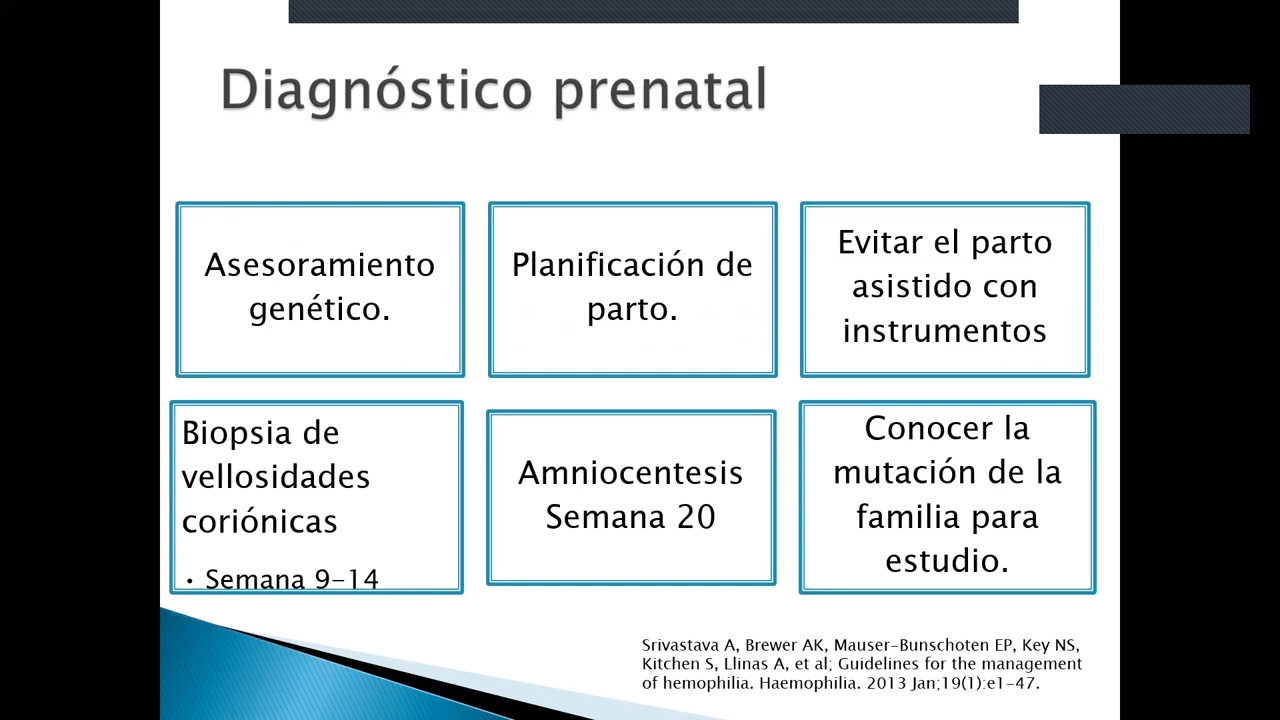 Diagnóstico prenatal
Asesoramiento
genético.
Planificación de
parto.
Evitar el parto
asistido con
instrumentos
Biopsia de
vellosidades
coriónicas
• Semana 9-14
Amniocentesis
Semana 20
Conocer la
mutación de la
familia para
estudio.
Srivastava A, Brewer AK, Mauser-Bunschoten EP, Key NS,
Kitchen S, Llinas A, et al; Guidelines for the management
of hemophilia. Haemophilia. 2013 Jan;19(1):e1-47.